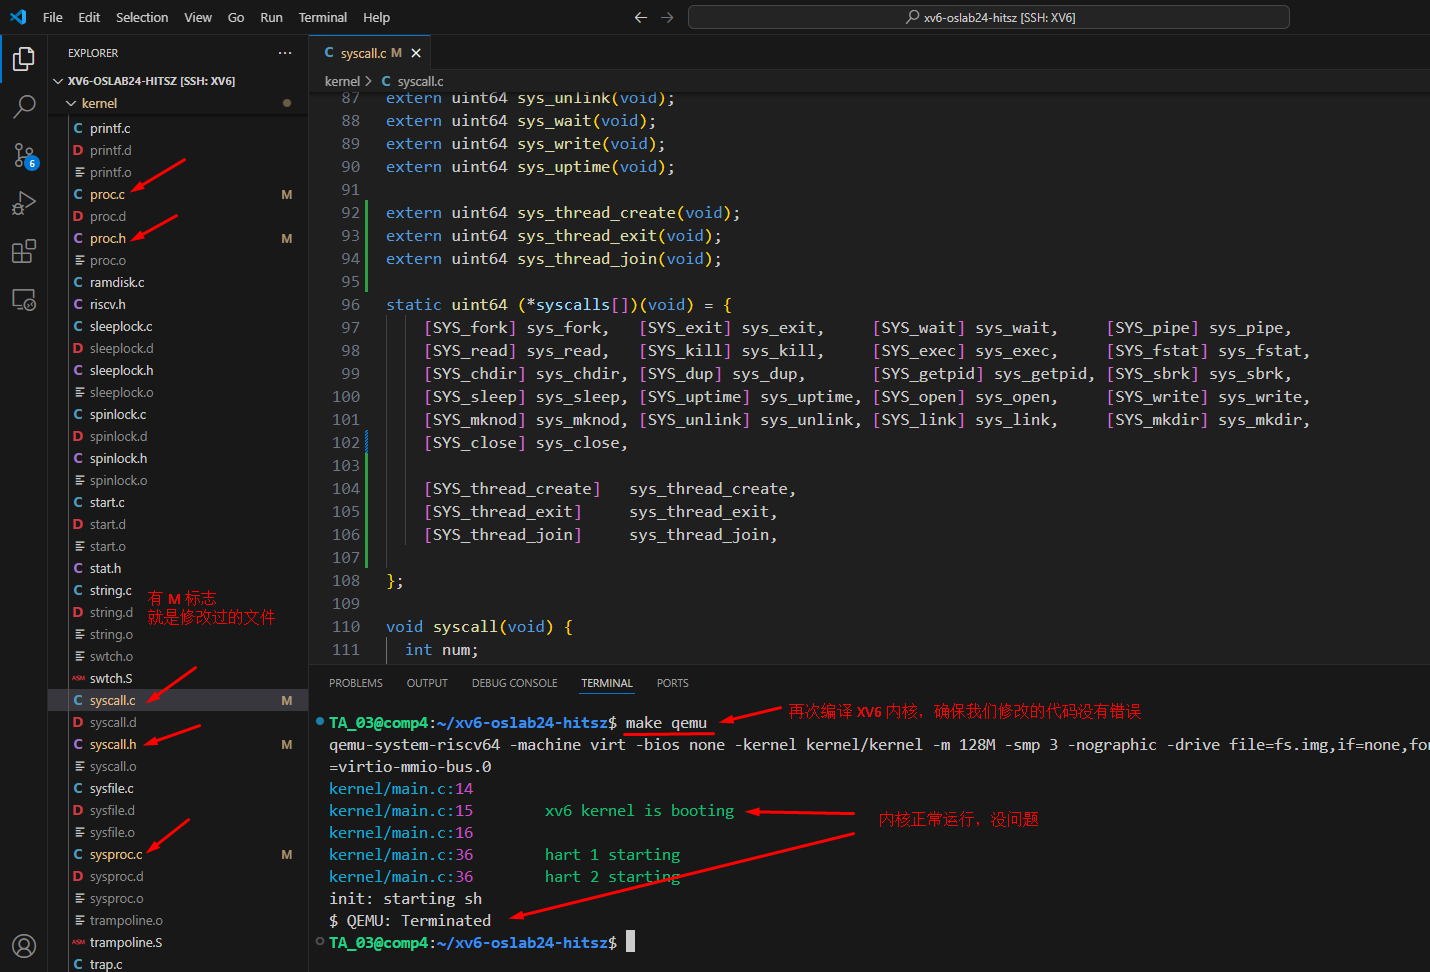 File Edit Selection View Go Run Terminal Help
xv6-oslab24-hitsz [SSH: XV6]
EXPLORER
XV6-OSLAB24-HITSZ [SSH: XV6]
kernel
C printf.c
D printf.d
printf.o
C proc.c M
D proc.d
C proc.h M
proc.o
C ramdisk.c
C riscv.h
C sleeplock.c
D sleeplock.d
C sleeplock.h
sleeplock.o
C spinlock.c
D spinlock.d
C spinlock.h
spinlock.o
C start.c
D start.d
start.o
C stat.h
C string.c
D string.d
string.o
swtch.o
ASM swtch.S
C syscall.c M
D syscall.d
C syscall.h M
syscall.o
C sysfile.c
D sysfile.d
sysfile.o
C sysproc.c M
D sysproc.d
sysproc.o
trampoline.o
ASM trampoline.S
C trap.c
有 M 标志
就是修改过的文件
6
C syscall.c M
kernel > C syscall.c
87 extern uint64 sys_unlink(void);
88 extern uint64 sys_wait(void);
89 extern uint64 sys_write(void);
90 extern uint64 sys_uptime(void);
91
92 extern uint64 sys_thread_create(void);
93 extern uint64 sys_thread_exit(void);
94 extern uint64 sys_thread_join(void);
95
96 static uint64 (*syscalls[])(void) = {
97 [SYS_fork] sys_fork, [SYS_exit] sys_exit, [SYS_wait] sys_wait, [SYS_pipe] sys_pipe,
98 [SYS_read] sys_read, [SYS_kill] sys_kill, [SYS_exec] sys_exec, [SYS_fstat] sys_fstat,
99 [SYS_chdir] sys_chdir, [SYS_dup] sys_dup, [SYS_getpid] sys_getpid, [SYS_sbrk] sys_sbrk,
100 [SYS_sleep] sys_sleep, [SYS_uptime] sys_uptime, [SYS_open] sys_open, [SYS_write] sys_write,
101 [SYS_mknod] sys_mknod, [SYS_unlink] sys_unlink, [SYS_link] sys_link, [SYS_mkdir] sys_mkdir,
102 [SYS_close] sys_close,
103
104 [SYS_thread_create] sys_thread_create,
105 [SYS_thread_exit] sys_thread_exit,
106 [SYS_thread_join] sys_thread_join,
107
108 };
109
110 void syscall(void) {
111 int num;
PROBLEMS OUTPUT DEBUG CONSOLE TERMINAL PORTS
TA_03@comp4:~/xv6-oslab24-hitsz$ make qemu
再次编译 XV6 内核，确保我们修改的代码没有错误
qemu-system-riscv64 -machine virt -bios none -kernel kernel/kernel -m 128M -smp 3 -nographic -drive file=fs.img,if=none,for
=virtio-mmio-bus.0
kernel/main.c:14
kernel/main.c:15 xv6 kernel is booting
内核正常运行，没问题
kernel/main.c:16
kernel/main.c:36 hart 1 starting
kernel/main.c:36 hart 2 starting
init: starting sh
$ QEMU: Terminated
TA_03@comp4:~/xv6-oslab24-hitsz$